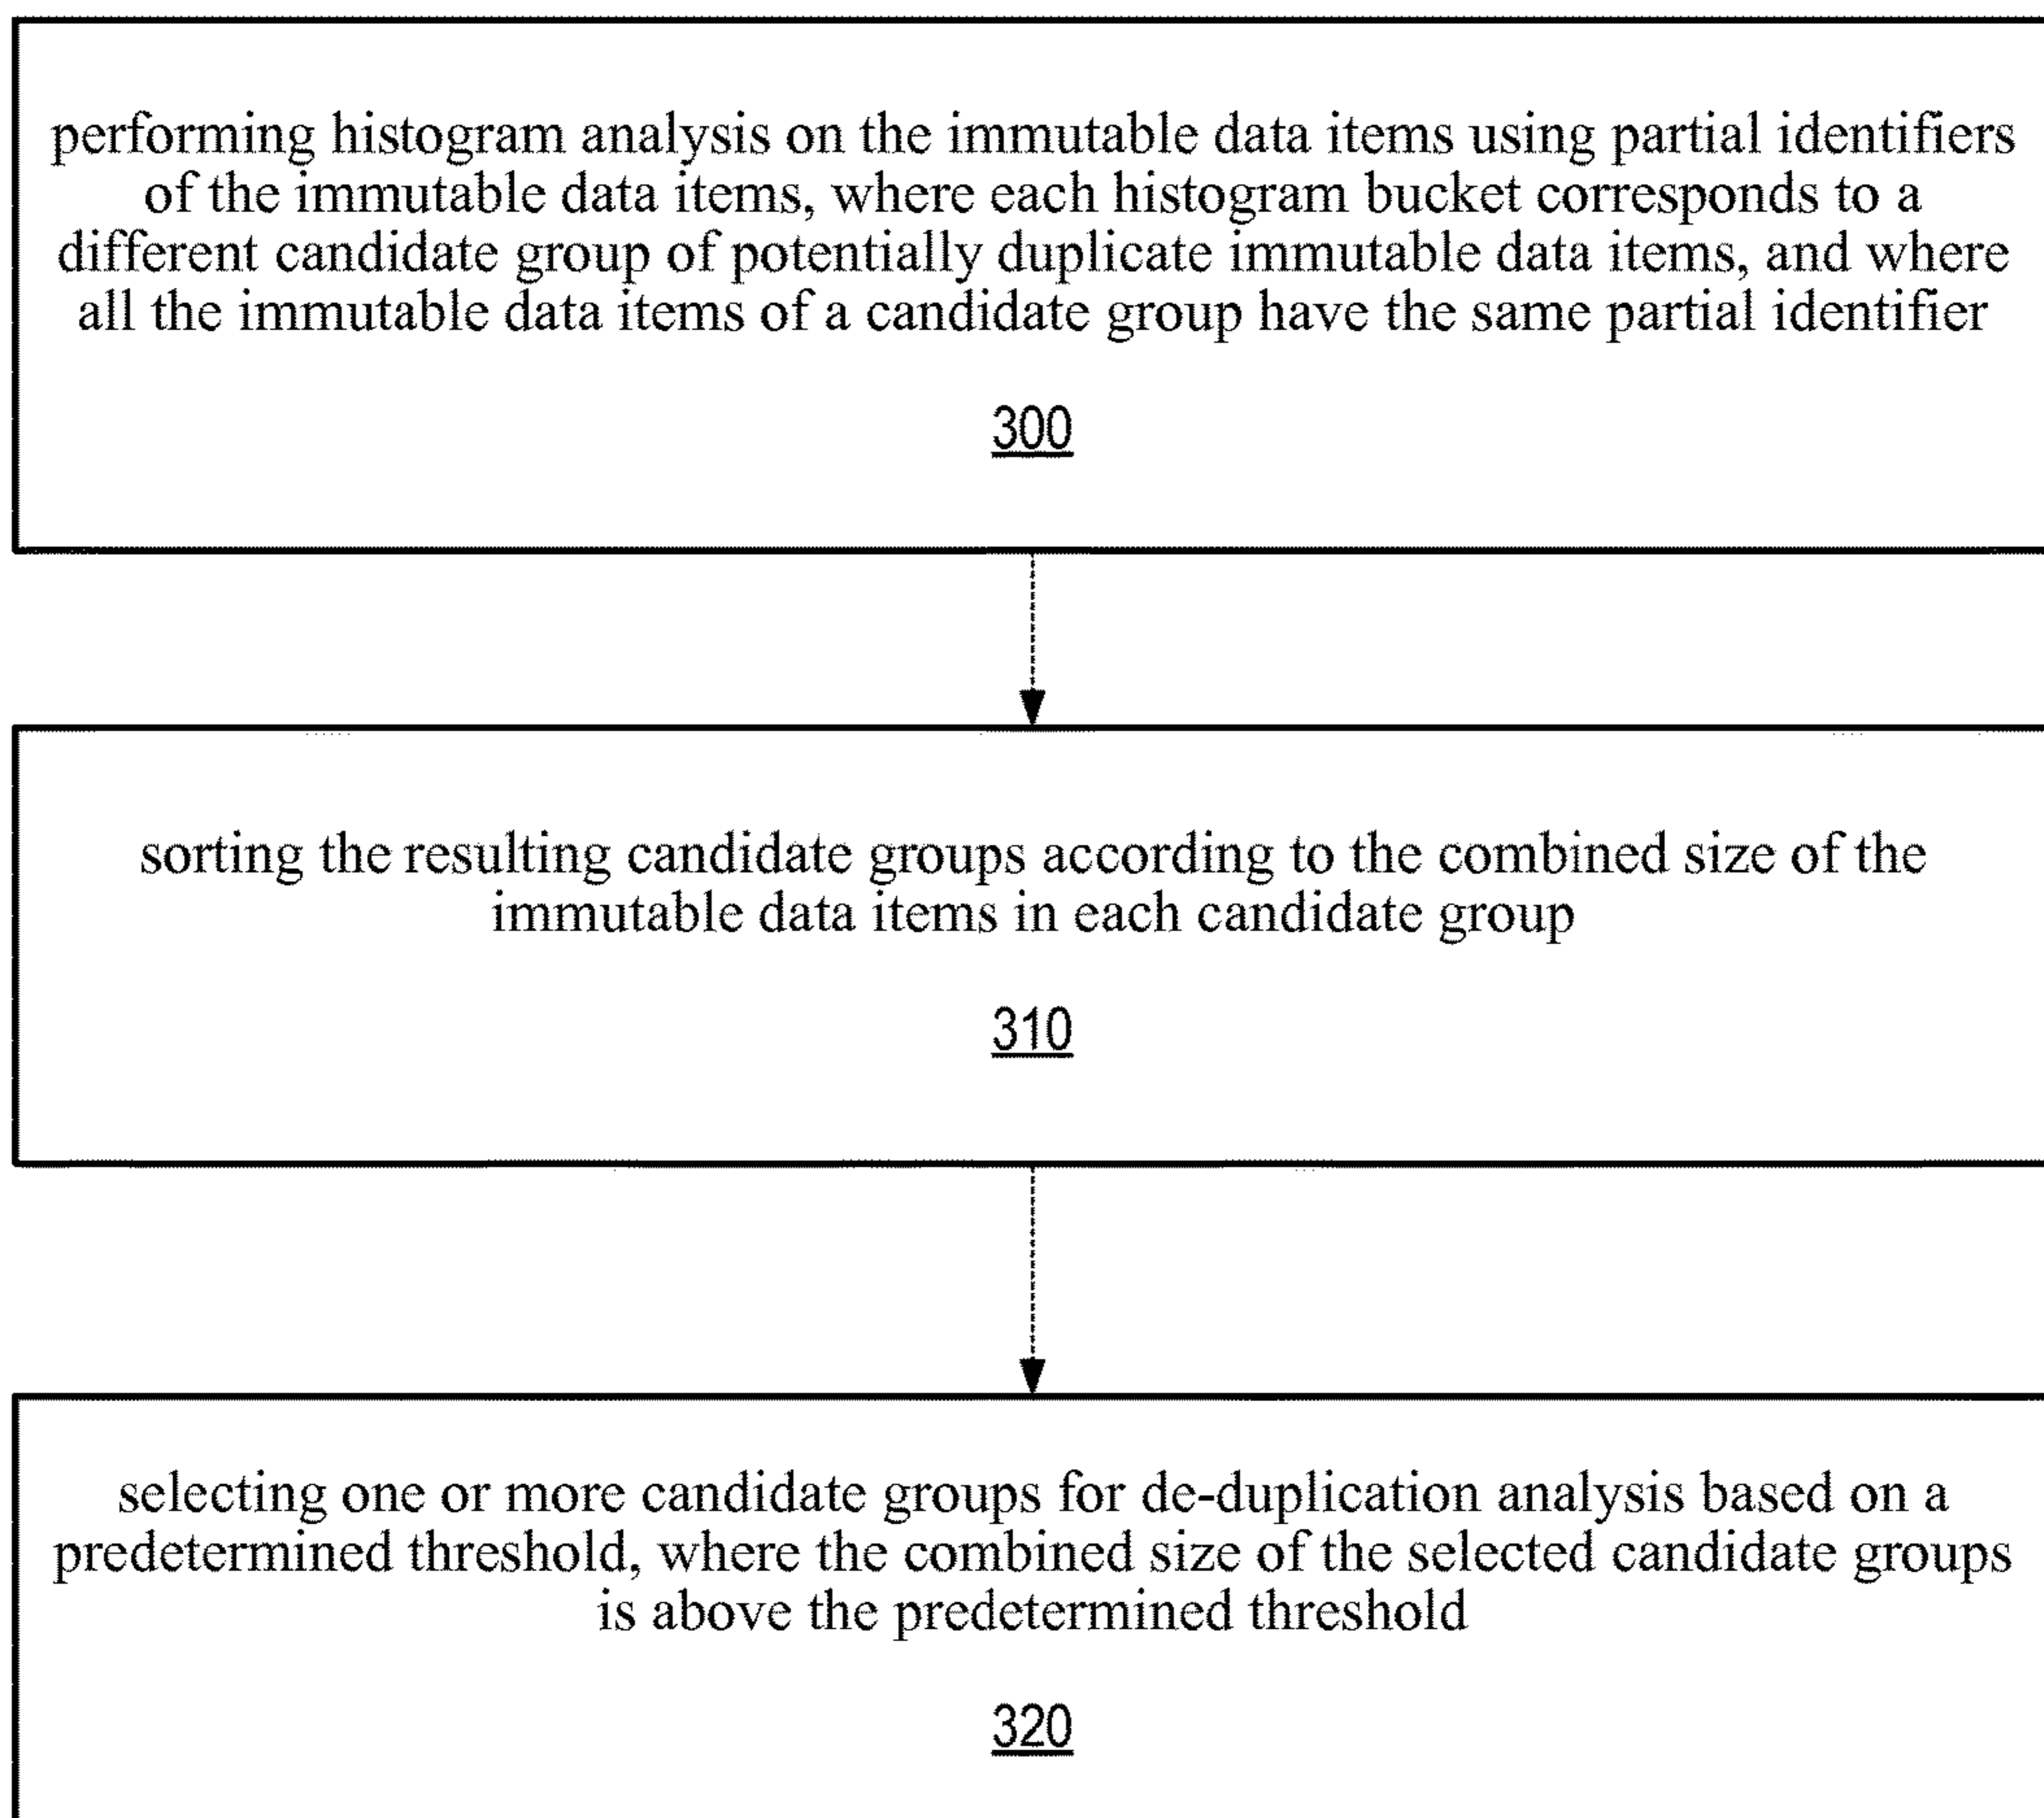 performing histogram analysis on the immutable data items using partial identifiers
of the immutable data items, where each histogram bucket corresponds to a
different candidate group of potentially duplicate immutable data items, and where
all the immutable data items of a candidate group have the same partial identifier
300
sorting the resulting candidate groups according to the combined size of the
immutable data items in each candidate group
310
selecting one or more candidate groups for de-duplication analysis based on a
predetermined threshold, where the combined size of the selected candidate groups
is above the predetermined threshold
320